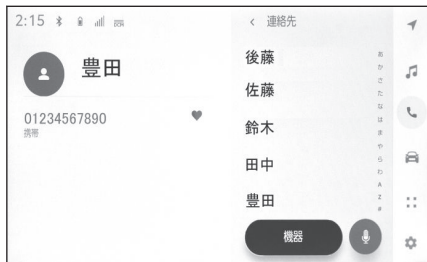 2:15
豊田
01234567890
携帯
連絡先
後藤
佐藤
鈴木
田中
豊田
機器
あ
か
さ
た
な
は
ま
や
ら
わ
A
Z
#